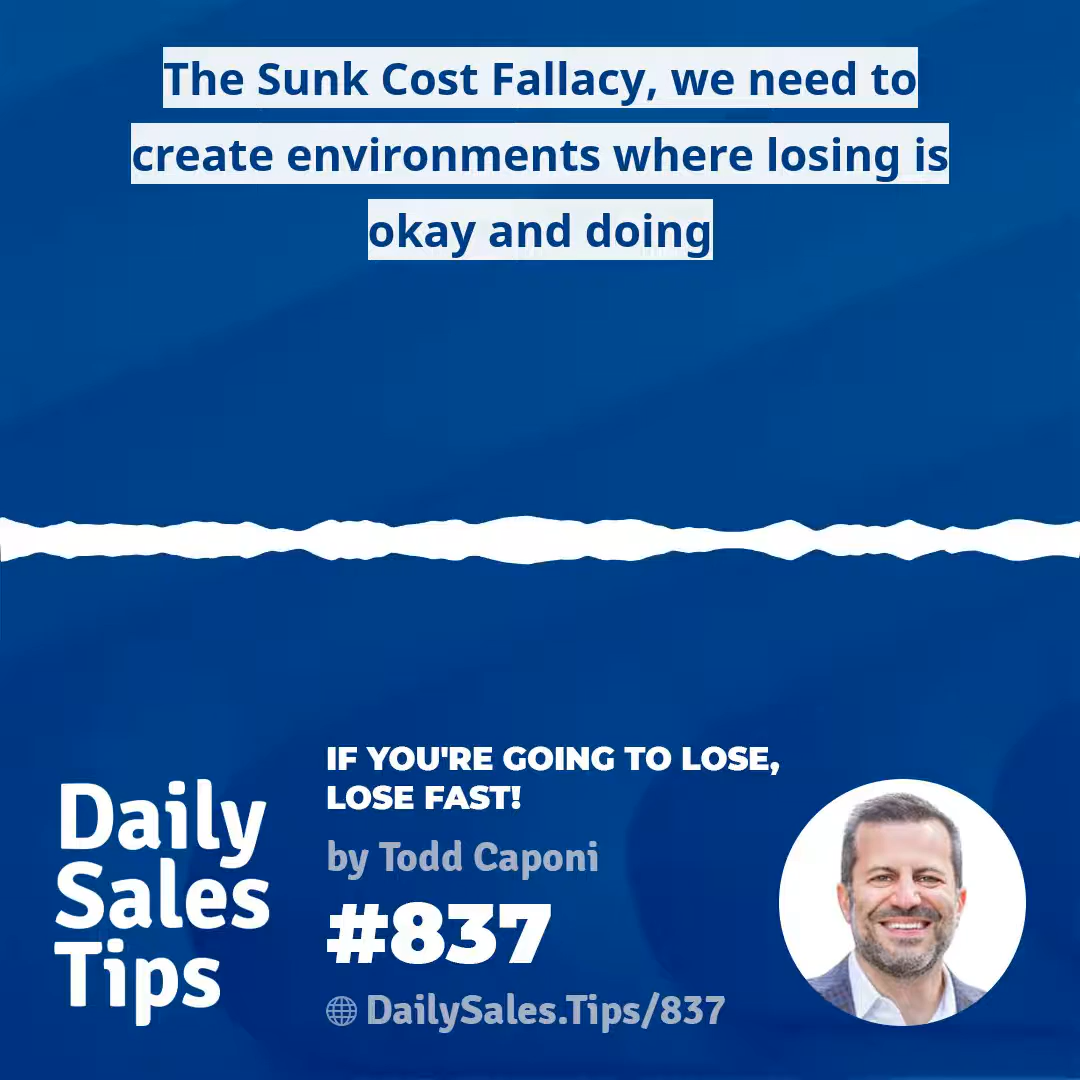 The Sunk Cost Fallacy, we need to
create environments where losing is
okay and doing
IF YOU'RE GOING TO LOSE,
LOSE FAST!
by Todd Caponi
#837
DailySales.Tips/837
Daily
Sales
Tips